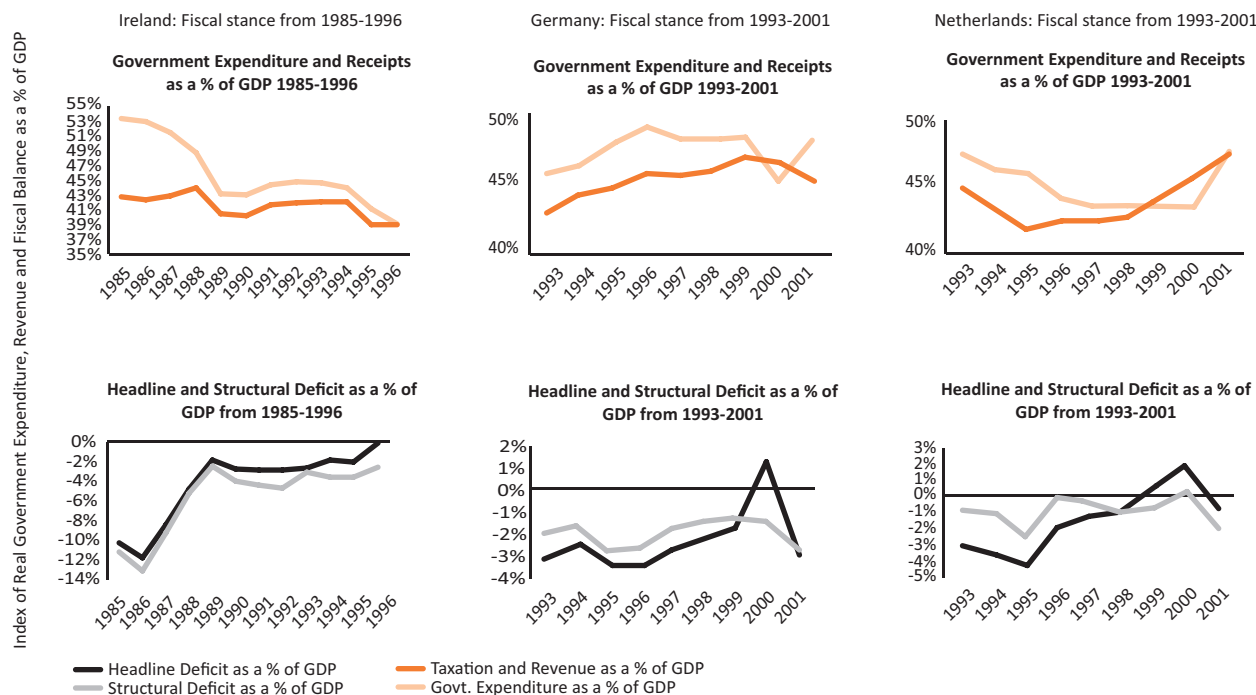 Index of Real Government Expenditure, Revenue and Fiscal Balance as a % of GDP
Ireland: Fiscal stance from 1985-1996
Government Expenditure and Receipts
as a % of GDP 1985-1996
55%
53%
51%
49%
47%
45%
43%
41%
39%
37%
35%
1985 1986 1987 1988 1989 1990 1991 1992 1993 1994 1995 1996
Germany: Fiscal stance from 1993-2001
Government Expenditure and Receipts
as a % of GDP 1993-2001
50%
45%
40%
1993 1994 1995 1996 1997 1998 1999 2000 2001
Netherlands: Fiscal stance from 1993-2001
Government Expenditure and Receipts
as a % of GDP 1993-2001
50%
45%
40%
1993 1994 1995 1996 1997 1998 1999 2000 2001
Headline and Structural Deficit as a % of
GDP from 1985-1996
0%
-2%
-4%
-6%
-8%
-10%
-12%
-14%
1985 1986 1987 1988 1989 1990 1991 1992 1993 1994 1995 1996
Headline and Structural Deficit as a % of
GDP from 1993-2001
2%
1%
0%
-1%
-2%
-3%
-4%
1993 1994 1995 1996 1997 1998 1999 2000 2001
Headline and Structural Deficit as a % of
GDP from 1993-2001
3%
2%
1%
0%
-1%
-2%
-3%
-4%
-5%
1993 1994 1995 1996 1997 1998 1999 2000 2001
Headline Deficit as a % of GDP
Structural Deficit as a % of GDP
Taxation and Revenue as a % of GDP
Govt. Expenditure as a % of GDP